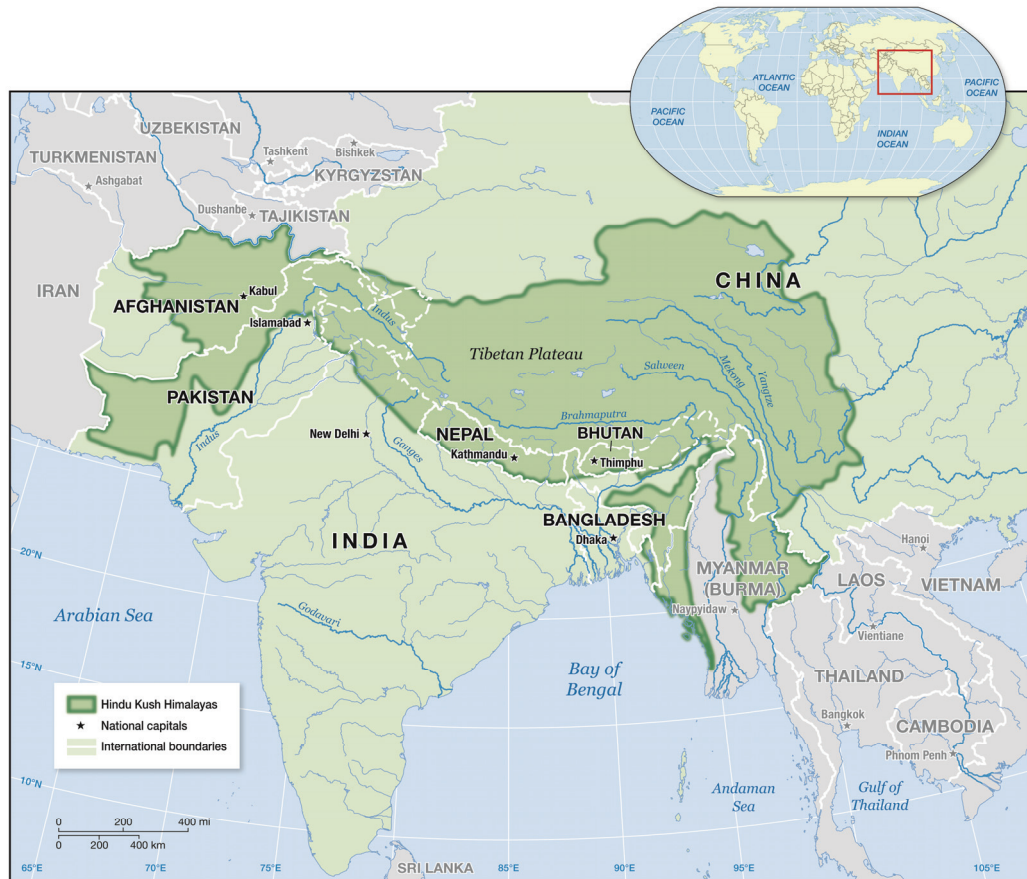 ATLANTIC
OCEAN
PACIFIC
OCEAN
PACIFIC
OCEAN
INDIAN
OCEAN
UZBEKISTAN
TURKMENISTAN
Tashkent
Bishkek
KYRGYZSTAN
Ashgabat
Dushanbe
TAJIKISTAN
IRAN
CHINA
AFGHANISTAN
Kabul
Islamabad
Indus
Tibetan Plateau
Salween
Mekong
Yangtze
PAKISTAN
Indus
Brahmaputra
New Delhi
Ganges
NEPAL
Kathmandu
BHUTAN
Thimphu
BANGLADESH
Dhaka
INDIA
MYANMAR
(BURMA)
Hanoi
LAOS
VIETNAM
Naypyidaw
Vientiane
20°N
Arabian Sea
Godavari
Bay of
Bengal
THAILAND
15°N
Bangkok
CAMBODIA
Phnom Penh
Hindu Kush Himalayas
National capitals
International boundaries
10°N
Andaman
Sea
Gulf of
Thailand
0 200 400 mi
0 200 400 km
SRI LANKA
65°E 70°E 75°E 85°E 90°E 95°E 105°E